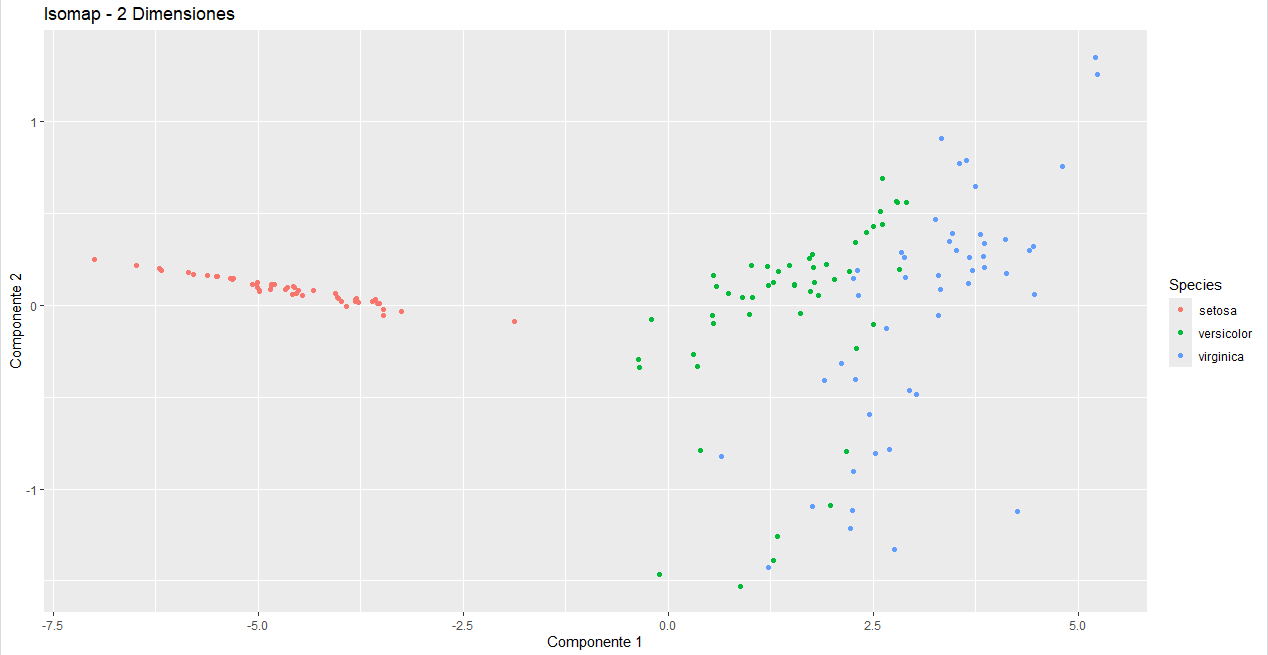 Isomap - 2 Dimensiones
Componente 2
1
0
-1
-7.5 -5.0 -2.5 0.0 2.5 5.0
Componente 1
Species
setosa
versicolor
virginica